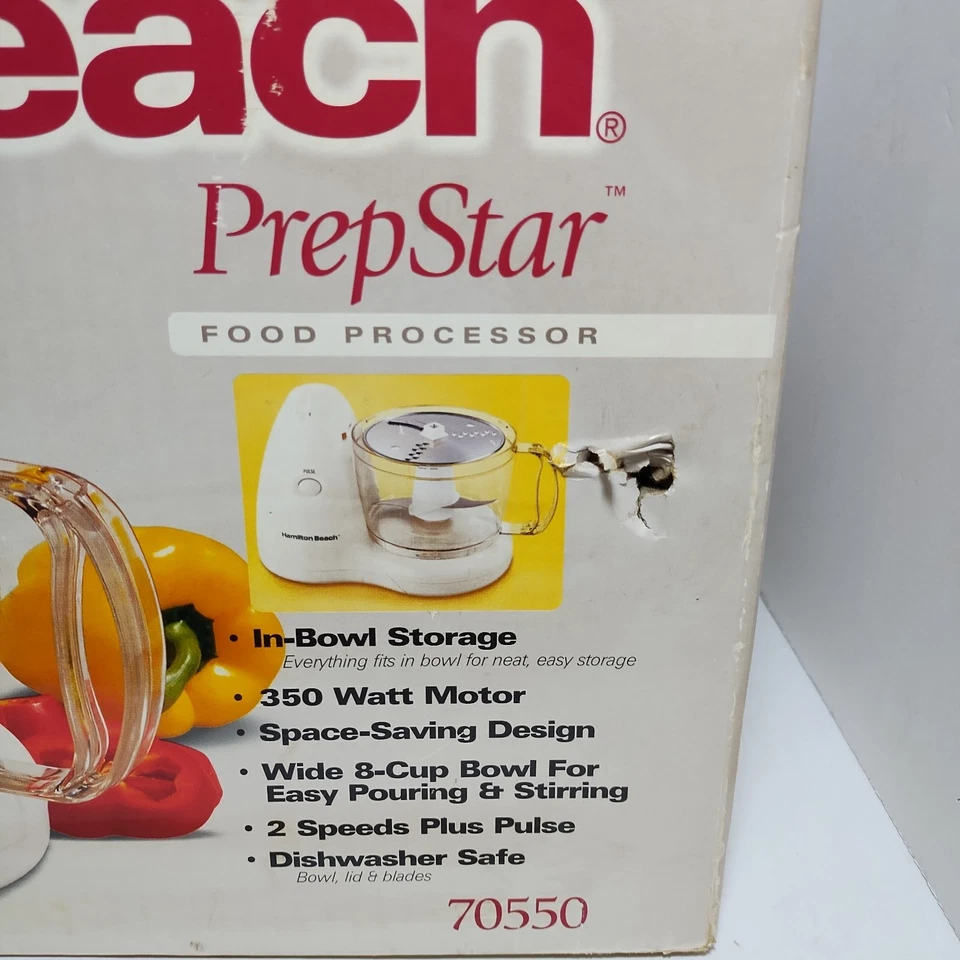 each®
PrepStar™
FOOD PROCESSOR
PULSE
Hamilton Beach
• In-Bowl Storage
Everything fits in bowl for neat, easy storage
• 350 Watt Motor
• Space-Saving Design
• Wide 8-Cup Bowl For
Easy Pouring & Stirring
• 2 Speeds Plus Pulse
• Dishwasher Safe
Bowl, lid & blades
70550